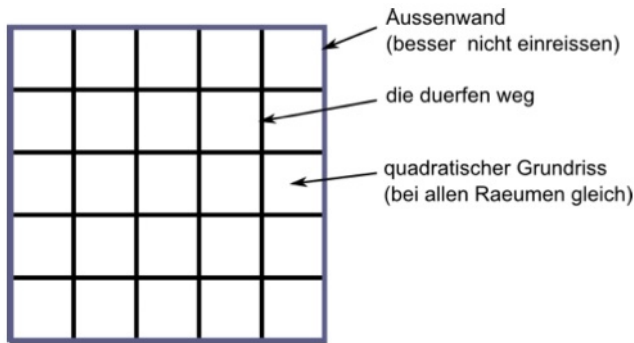 Aussenwand
(besser nicht einreissen)
die duerfen weg
quadratischer Grundriss
(bei allen Raeumen gleich)